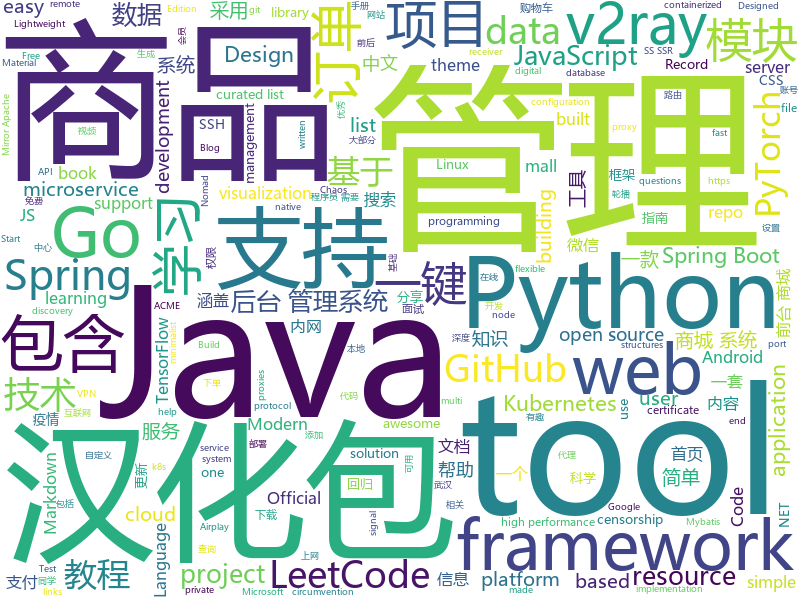 easy
remote
数据
采用
git
library
购物车
Designed
手册
网站
containerized
Edition
Lightweight
Material
Free
生成
会员
前后
Design
系统
中文
theme
JavaScript
CSS
账号
digital
database
路由
server
Record
file
curated list
receiver
商品
订单
项目
data
v2ray
模块
Mirror Apache
视频
development
SSH
management
written
优秀
list
configuration
built
proxy
fast
API
Blog
大部分
Linux
mall
框架
PyTorch
https
book
基于
工具
microservice
Nomad
visualization
Chaos
搜索
building
questions
轮播
JS
support
程序员 需要
native
programming
repo
指南
免费
Go
学习
支持
管理
微信
设置
Start
中心
权限
基础
在线
flexible
Spring
一键
Python
一款
Spring Boot
learning
涵盖
后台 管理系统
分享
开发
node
structures
ACME
内网
面试
深度
知识
open source
商城 系统
前台 商城
discovery
包含
Java
GitHub
web
minimalist
TensorFlow
Build
本地
port
Android
技术
VPN
下单
proxies
代码
user
一套
疫情
互联网
help
protocol
multi
Kubernetes
use
certificate
服务
Modern
awesome
application
Markdown
部署
添加
solution
文档
内容
end
汉化包
tool
更新
k8s
service
system
one
帮助
一个
首页
自定义
Official
回归
代理
有趣
科学
简单
cloud
包括
下载
可用
武汉
SS SSR
Code
.NET
Test
同学
查询
Airplay
framework
high performance
censorship
Mybatis
支付
教程
Language
信息
相关
Google
project
LeetCode
platform
resource
links
上网
private
Microsoft
circumvention
signal
made
based
implementation
simple